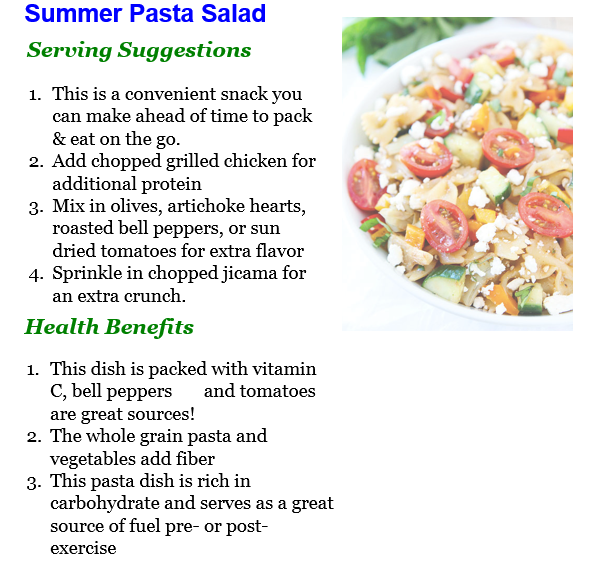 Summer Pasta Salad
Serving Suggestions
1. This is a convenient snack you
can make ahead of time to pack
& eat on the go.
2. Add chopped grilled chicken for
additional protein
3. Mix in olives, artichoke hearts,
roasted bell peppers, or sun
dried tomatoes for extra flavor
4. Sprinkle in chopped jicama for
an extra crunch.
Health Benefits
1. This dish is packed with vitamin
C, bell peppers and tomatoes
are great sources!
2. The whole grain pasta and
vegetables add fiber
3. This pasta dish is rich in
carbohydrate and serves as a great
source of fuel pre- or post-
exercise